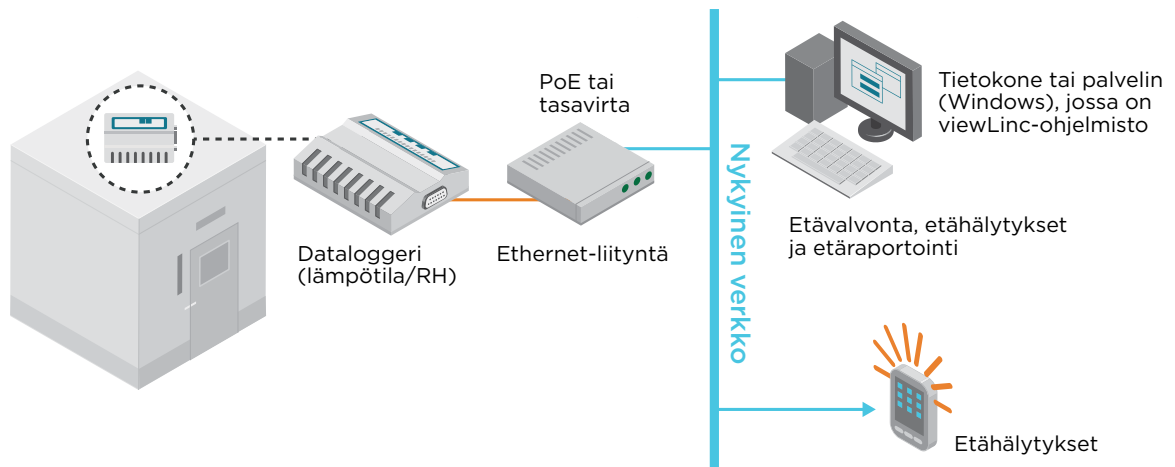 PoE tai
tasavirta
Dataloggeri
(lämpötila/RH)
Ethernet-liityntä
Nykyinen verkko
Tietokone tai palvelin
(Windows), jossa on
viewLinc-ohjelmisto
Etävalvonta, etähälytykset
ja etäraportointi
Etähälytykset